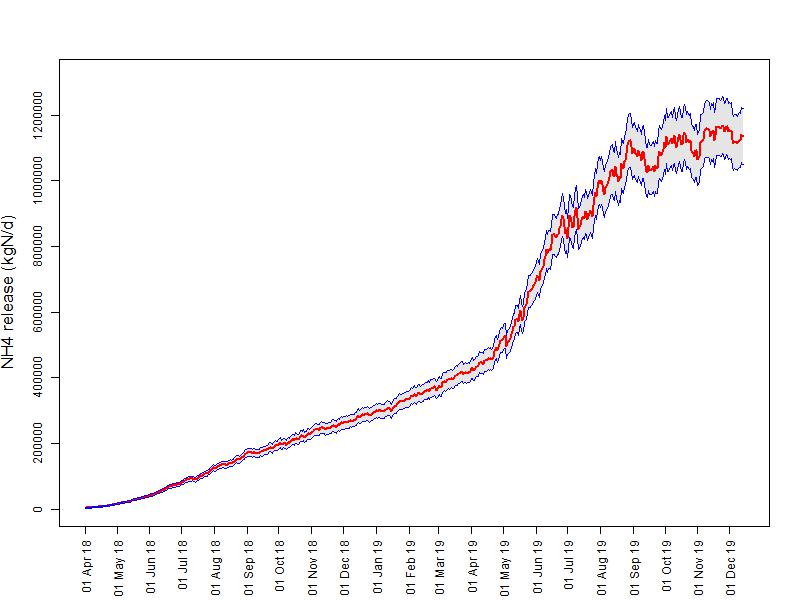 NH4 release (kgN/d)
1200000
1000000
800000
600000
400000
200000
0
01 Apr 18
01 May 18
01 Jun 18
01 Jul 18
01 Aug 18
01 Sep 18
01 Oct 18
01 Nov 18
01 Dec 18
01 Jan 19
01 Feb 19
01 Mar 19
01 Apr 19
01 May 19
01 Jun 19
01 Jul 19
01 Aug 19
01 Sep 19
01 Oct 19
01 Nov 19
01 Dec 19